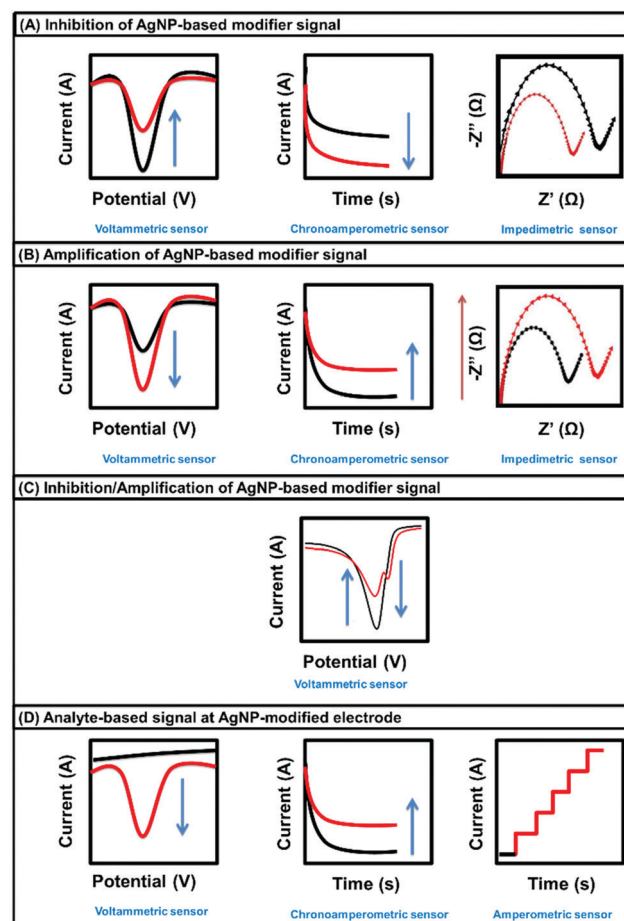 (A) Inhibition of AgNP-based modifier signal
Current (A)
Potential (V)
Voltammetric sensor
Current (A)
Time (s)
Chronoamperometric sensor
-Z" (Ω)
Z' (Ω)
Impedimetric sensor
(B) Amplification of AgNP-based modifier signal
Current (A)
Potential (V)
Voltammetric sensor
Current (A)
Time (s)
Chronoamperometric sensor
-Z" (Ω)
Z' (Ω)
Impedimetric sensor
(C) Inhibition/Amplification of AgNP-based modifier signal
Current (A)
Potential (V)
Voltammetric sensor
(D) Analyte-based signal at AgNP-modified electrode
Current (A)
Potential (V)
Voltammetric sensor
Current (A)
Time (s)
Chronoamperometric sensor
Current (A)
Time (s)
Amperometric sensor